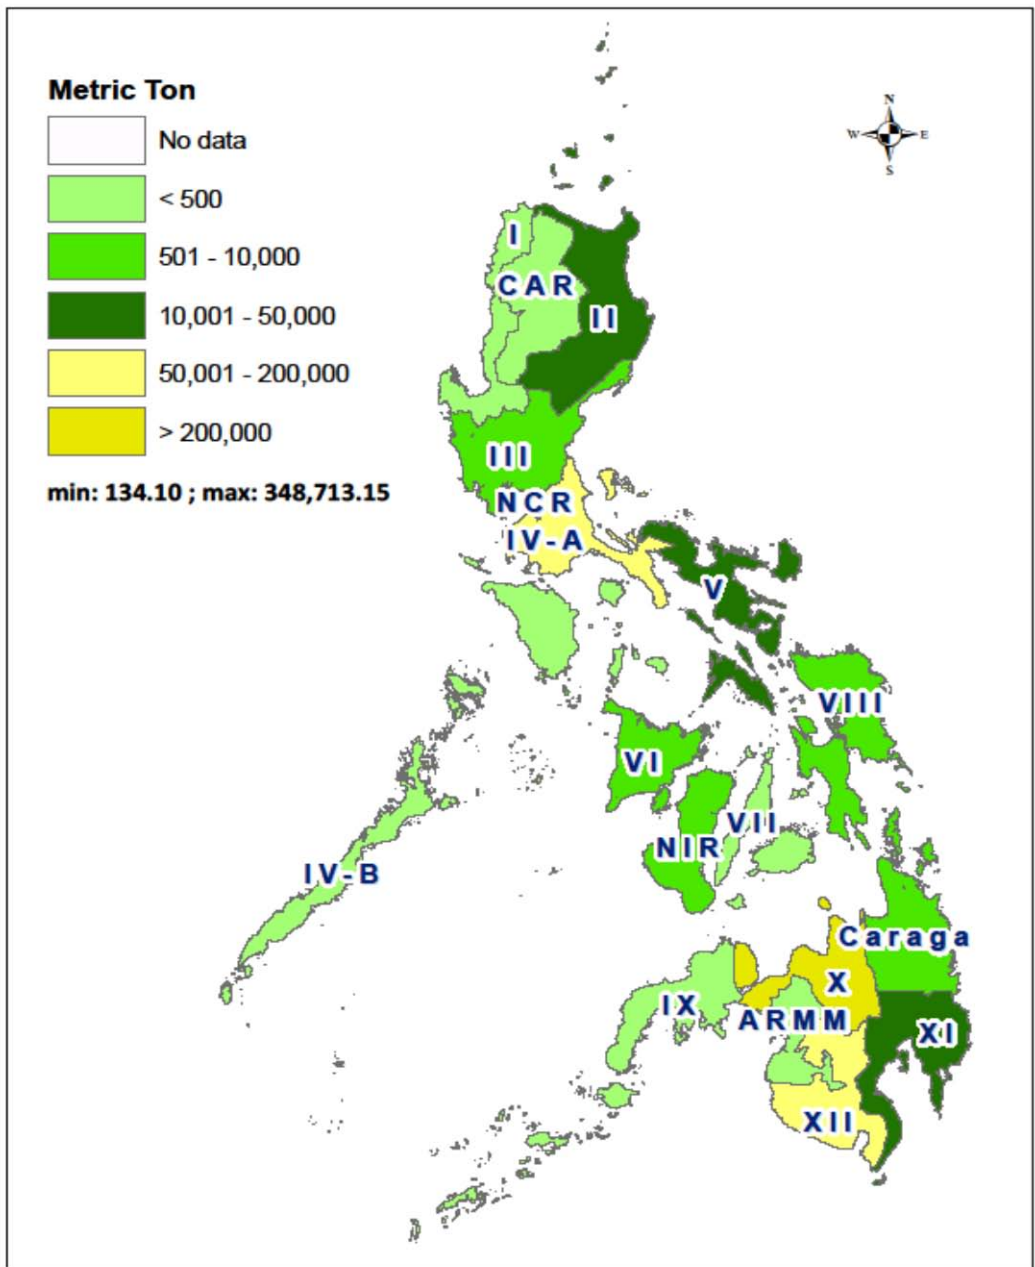 Metric Ton
No data
< 500
501 - 10,000
10,001 - 50,000
50,001 - 200,000
> 200,000
min: 134.10 ; max: 348,713.15
N
W E
S
I
CAR
II
III
NCR
IV-A
V
VIII
VI
VII
NIR
IV-B
Caraga
X
IX
ARMM
XI
XII